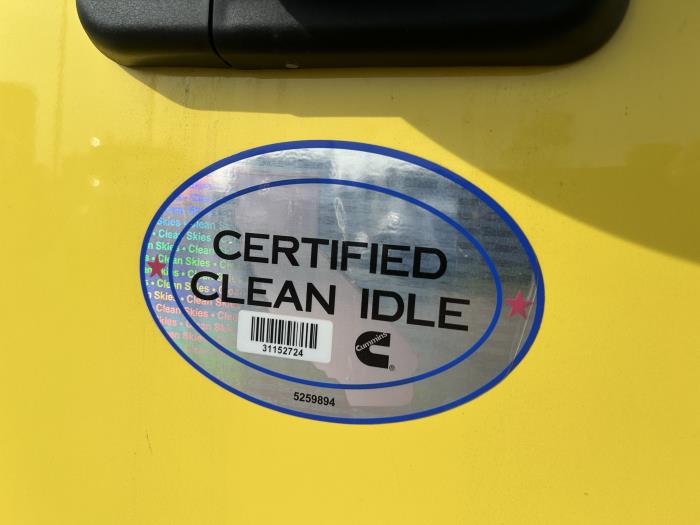 CERTIFIED
CLEAN IDLE
31152724
Cummins
5259894
Clean Skies • Clean Skies